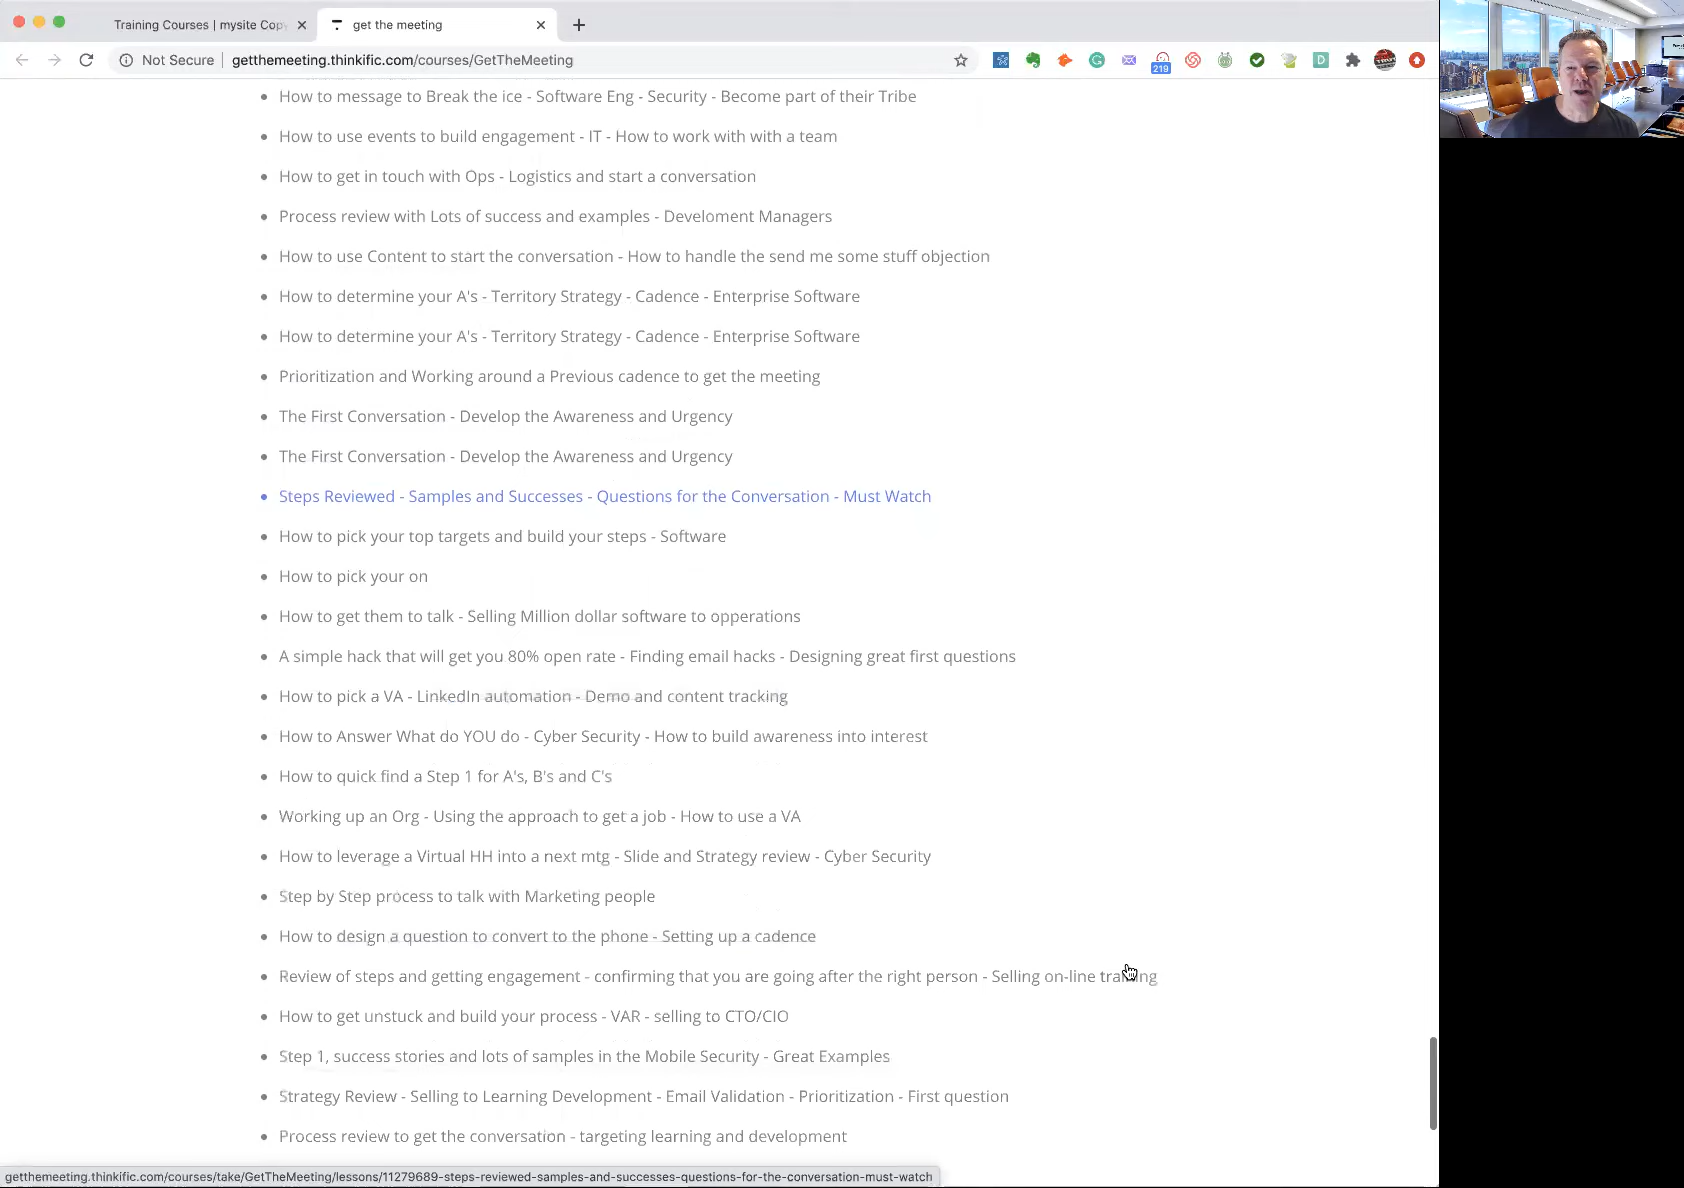 Training Courses | mysite Copy
get the meeting
Not Secure
getthemeeting.thinkific.com/courses/GetTheMeeting
219
D
How to message to Break the ice - Software Eng - Security - Become part of their Tribe
How to use events to build engagement - IT - How to work with with a team
How to get in touch with Ops - Logistics and start a conversation
Process review with Lots of success and examples - Develoment Managers
How to use Content to start the conversation - How to handle the send me some stuff objection
How to determine your A's - Territory Strategy - Cadence - Enterprise Software
How to determine your A's - Territory Strategy - Cadence - Enterprise Software
Prioritization and Working around a Previous cadence to get the meeting
The First Conversation - Develop the Awareness and Urgency
The First Conversation - Develop the Awareness and Urgency
Steps Reviewed - Samples and Successes - Questions for the Conversation - Must Watch
How to pick your top targets and build your steps - Software
How to pick your on
How to get them to talk - Selling Million dollar software to opperations
A simple hack that will get you 80% open rate - Finding email hacks - Designing great first questions
How to pick a VA - LinkedIn automation - Demo and content tracking
How to Answer What do YOU do - Cyber Security - How to build awareness into interest
How to quick find a Step 1 for A's, B's and C's
Working up an Org - Using the approach to get a job - How to use a VA
How to leverage a Virtual HH into a next mtg - Slide and Strategy review - Cyber Security
Step by Step process to talk with Marketing people
How to design a question to convert to the phone - Setting up a cadence
Review of steps and getting engagement - confirming that you are going after the right person - Selling on-line training
How to get unstuck and build your process - VAR - selling to CTO/CIO
Step 1, success stories and lots of samples in the Mobile Security - Great Examples
Strategy Review - Selling to Learning Development - Email Validation - Prioritization - First question
Process review to get the conversation - targeting learning and development
getthemeeting.thinkific.com/courses/take/GetTheMeeting/lessons/11279689-steps-reviewed-samples-and-successes-questions-for-the-conversation-must-watch